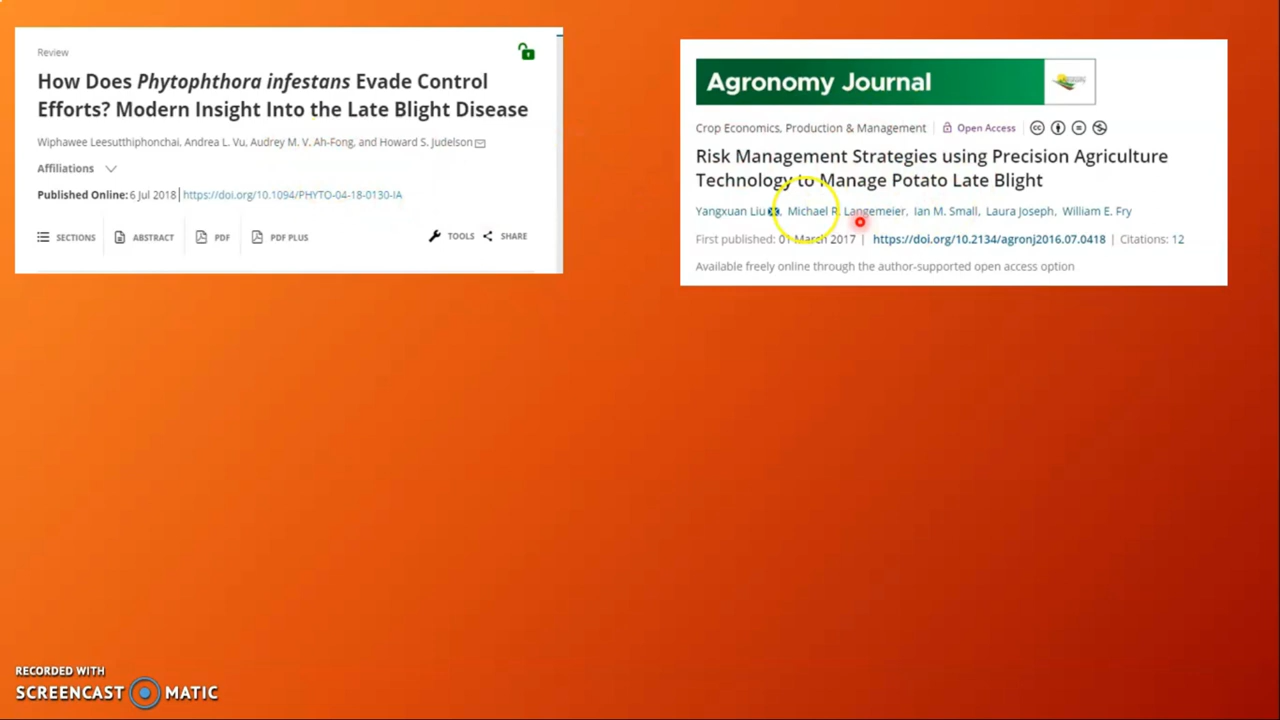 Review
How Does Phytophthora infestans Evade Control
Efforts? Modern Insight Into the Late Blight Disease
Wiphawee Leesutthiphonchai, Andrea L. Vu, Audrey M. V. Ah-Fong, and Howard S. Judelson
Affiliations
Published Online: 6 Jul 2018 https://doi.org/10.1094/PHYTO-04-18-0130-IA
SECTIONS ABSTRACT PDF PDF PLUS TOOLS SHARE
Agronomy Journal
Crop Economics, Production & Management Open Access
Risk Management Strategies using Precision Agriculture
Technology to Manage Potato Late Blight
Yangxuan Liu, Michael R. Langemeier, Ian M. Small, Laura Joseph, William E. Fry
First published: 01 March 2017 | https://doi.org/10.2134/agronj2016.07.0418 | Citations: 12
Available freely online through the author-supported open access option
RECORDED WITH
SCREENCAST MATIC